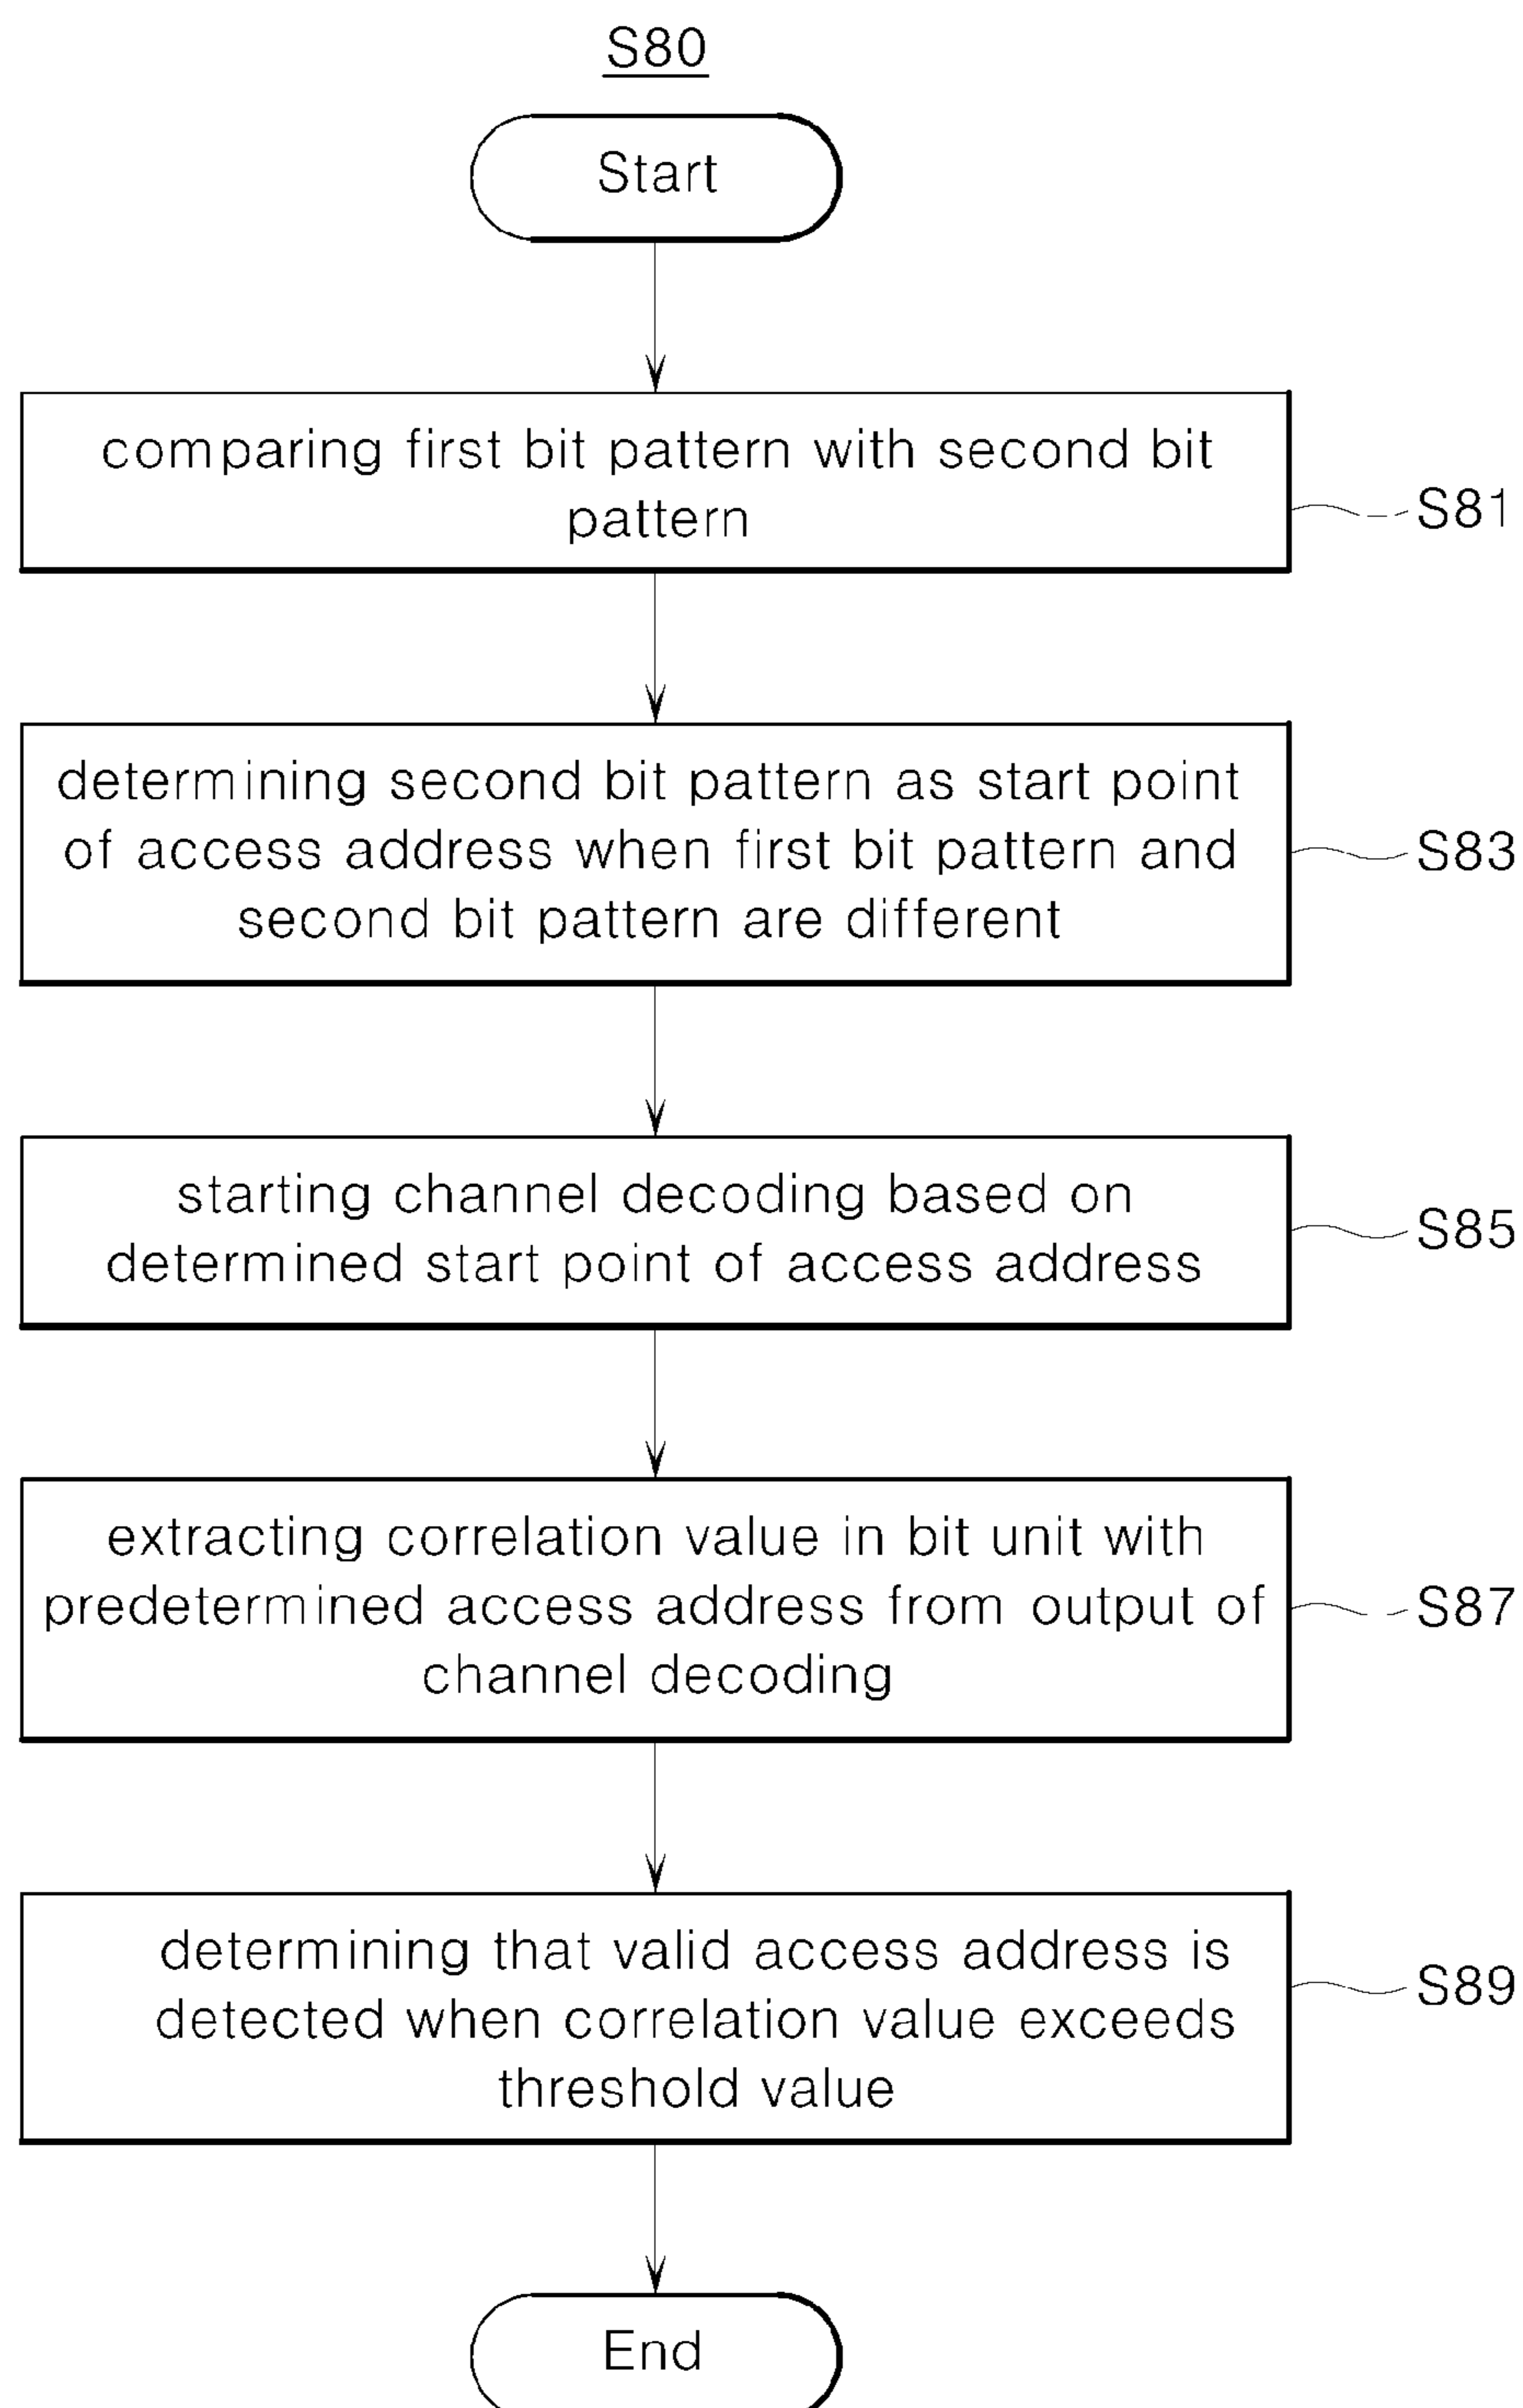 S80
Start
comparing first bit pattern with second bit
pattern
S81
determining second bit pattern as start point
of access address when first bit pattern and
second bit pattern are different
S83
starting channel decoding based on
determined start point of access address
S85
extracting correlation value in bit unit with
predetermined access address from output of
channel decoding
S87
determining that valid access address is
detected when correlation value exceeds
threshold value
S89
End